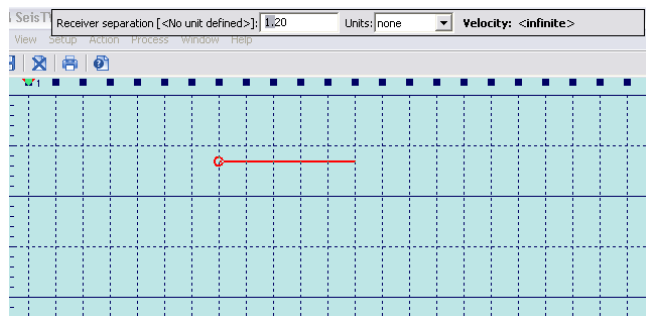 SeisT
Receiver separation [<No unit defined>]: 1.20 Units: none Velocity: <infinite>
View Setup Action Process Window Help
1